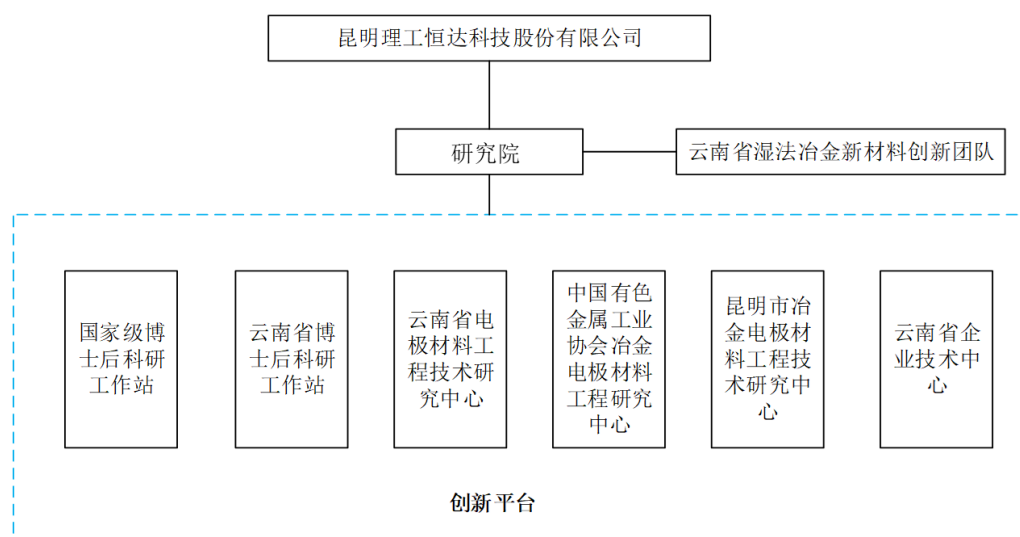 昆明理工恒达科技股份有限公司
研究院
云南省湿法冶金新材料创新团队
国家级博
士后科研
工作站
云南省博
士后科研
工作站
云南省电
极材料工
程技术研
究中心
中国有色
金属工业
协会冶金
电极材料
工程研究
中心
昆明市冶
金电极材
料工程技
术研究中
心
云南省企
业技术中
心
创新平台